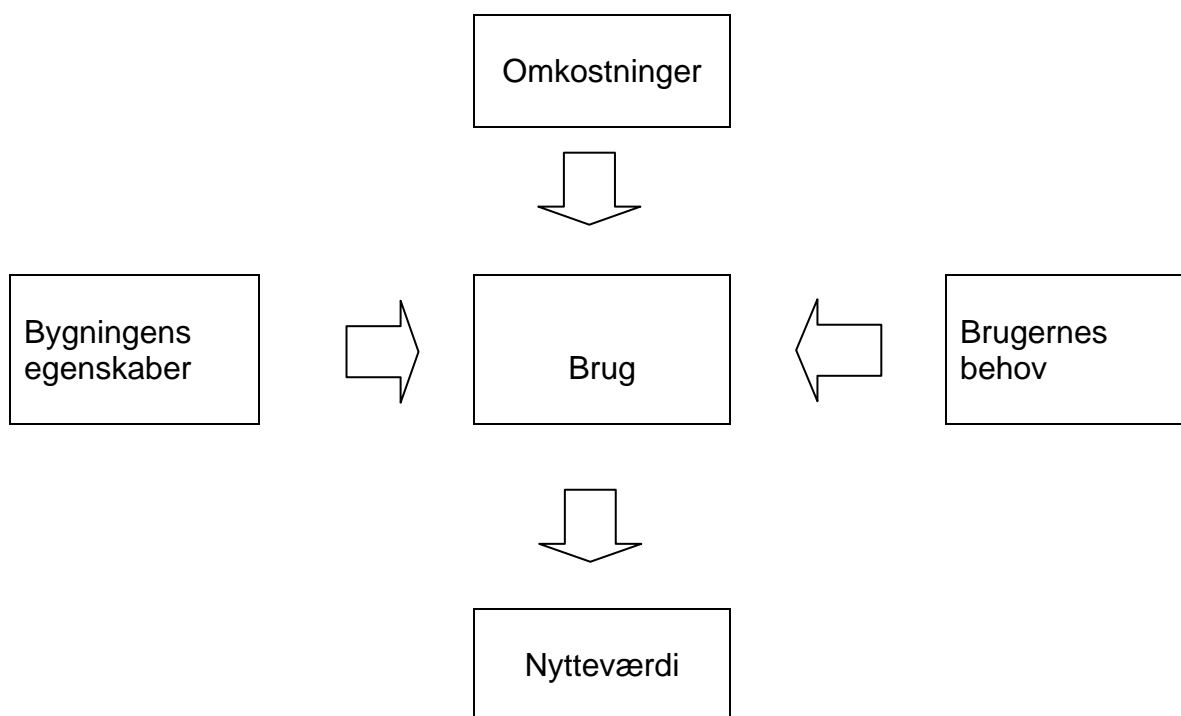 Omkostninger
Bygningens
egenskaber
Brug
Brugernes
behov
Nytteværdi